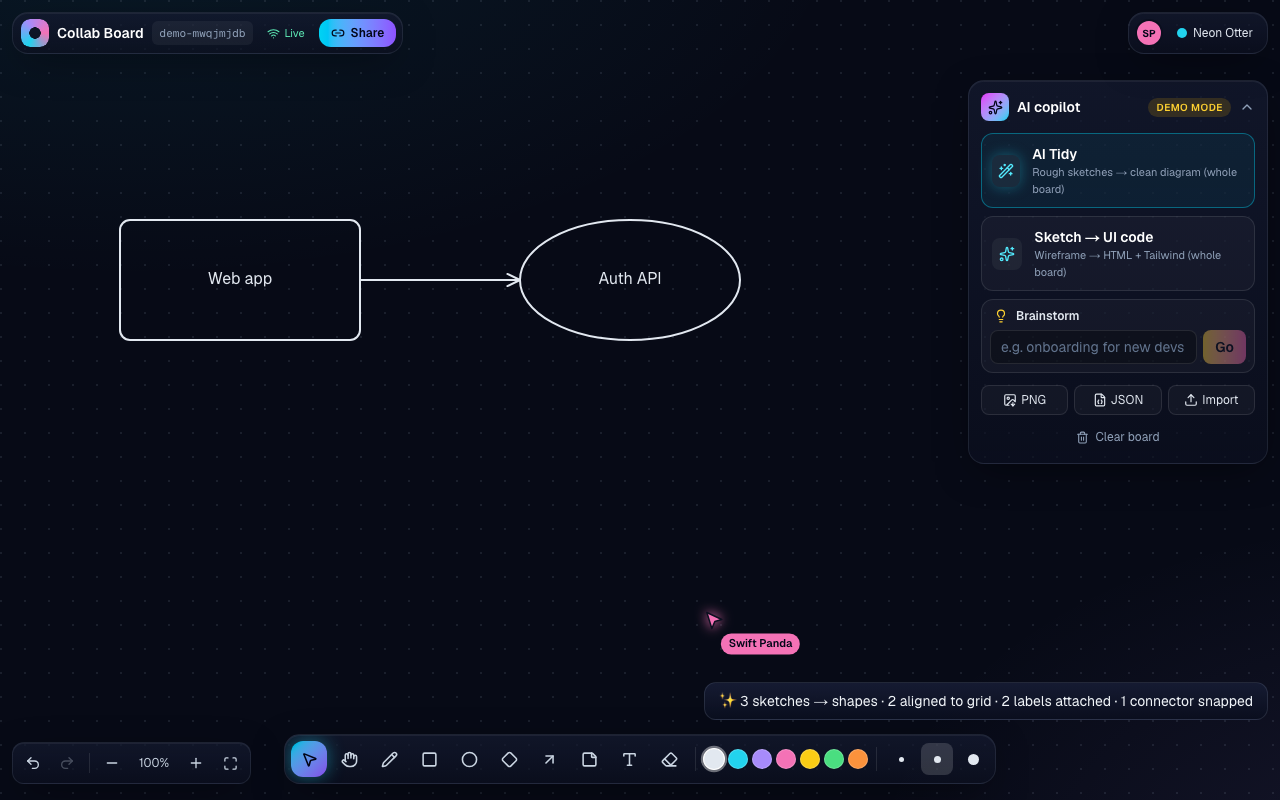 Collab Board
demo-mwqjmjdb
Live
Share
SP
Neon Otter
AI copilot
DEMO MODE
AI Tidy
Rough sketches → clean diagram (whole
board)
Sketch → UI code
Wireframe → HTML + Tailwind (whole
board)
Brainstorm
e.g. onboarding for new devs
Go
PNG
JSON
Import
Clear board
Web app
Auth API
Swift Panda
✨ 3 sketches → shapes · 2 aligned to grid · 2 labels attached · 1 connector snapped
100%